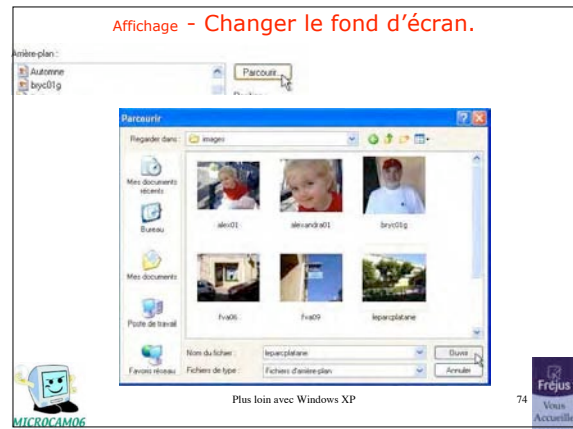 Affichage - Changer le fond d'écran.
Arrière-plan :
Automne
bryc01g
Parcourir...
Parcourir
Regarder dans :
images
Mes documents
récents
Bureau
Mes documents
Poste de travail
Favoris réseau
alex01
alexandra01
bryc01g
fva06
fva09
leparcplatane
Nom du fichier :
leparcplatane
Ouvrir
Fichiers de type :
Fichiers d'arrière-plan
Annuler
MICROCAM06
Plus loin avec Windows XP
74
Fréjus
Vous
Accueille